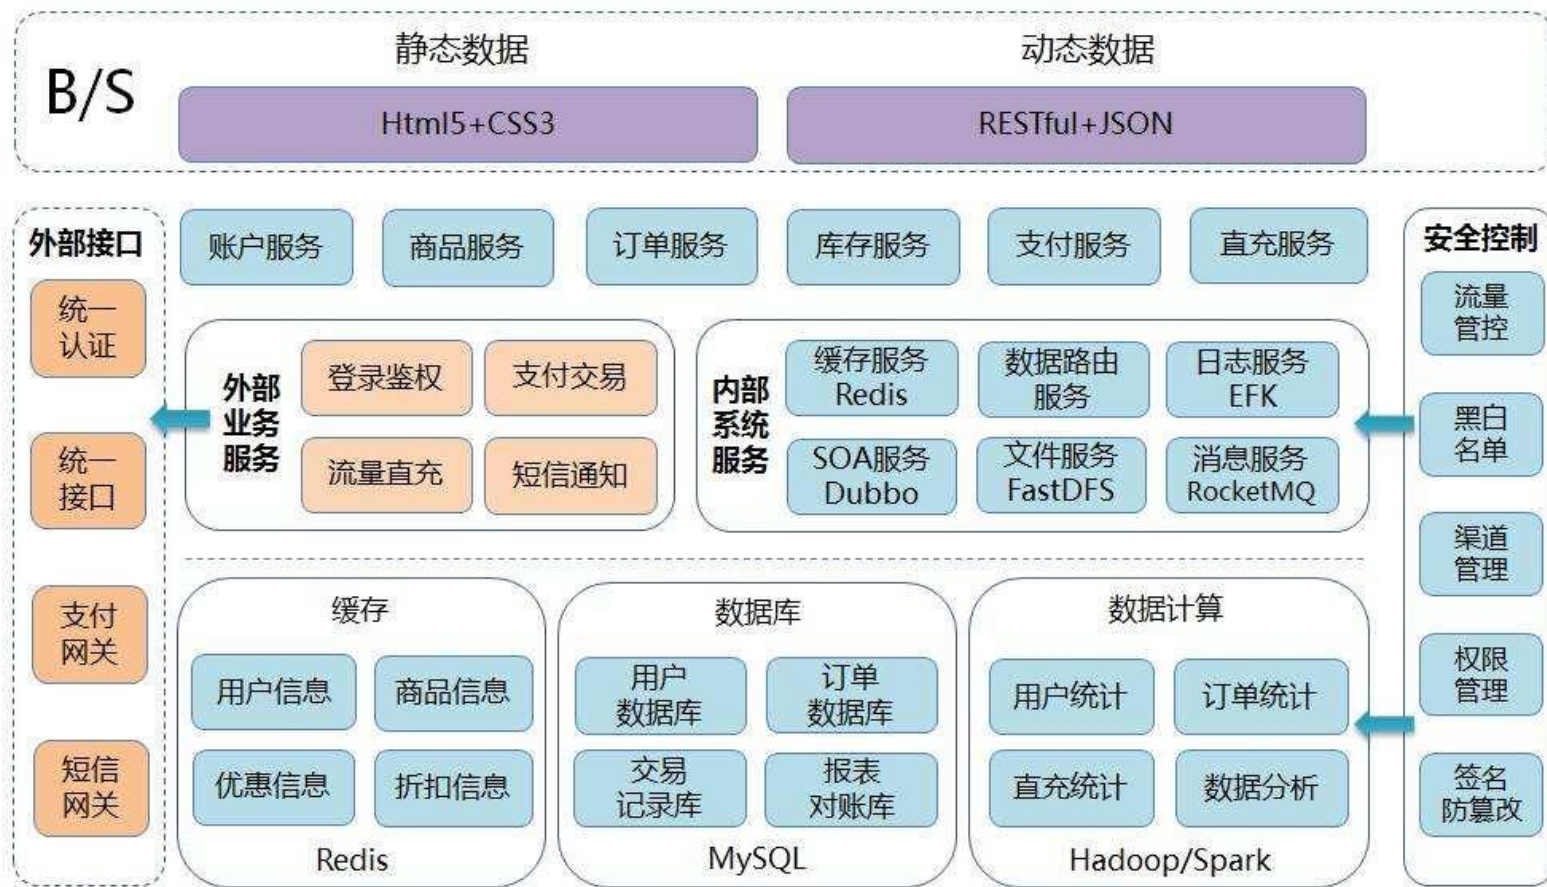 B/S
静态数据
动态数据
Html5+CSS3
RESTful+JSON
外部接口
统一
认证
统一
接口
支付
网关
短信
网关
账户服务
商品服务
订单服务
库存服务
支付服务
直充服务
外部
业务
服务
登录鉴权
支付交易
流量直充
短信通知
内部
系统
服务
缓存服务
Redis
数据路由
服务
日志服务
EFK
SOA服务
Dubbo
文件服务
FastDFS
消息服务
RocketMQ
缓存
用户信息
商品信息
优惠信息
折扣信息
Redis
数据库
用户
数据库
订单
数据库
交易
记录库
报表
对账库
MySQL
数据计算
用户统计
订单统计
直充统计
数据分析
Hadoop/Spark
安全控制
流量
管控
黑白
名单
渠道
管理
权限
管理
签名
防篡改